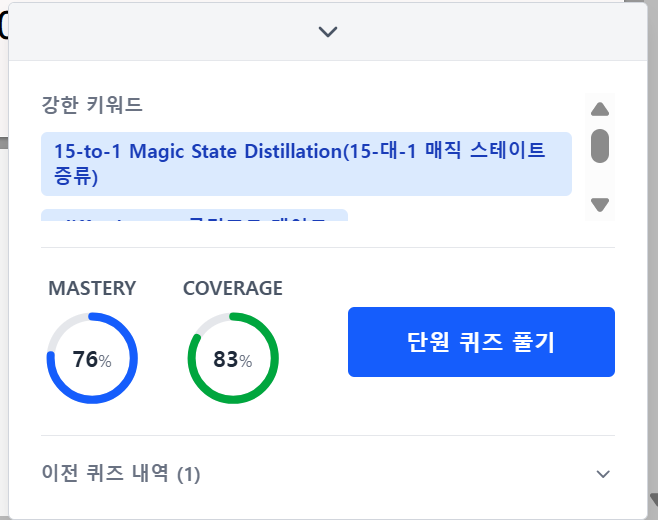 강한 키워드
15-to-1 Magic State Distillation(15-대-1 매직 스테이트
증류)
MASTERY
COVERAGE
76%
83%
단원 퀴즈 풀기
이전 퀴즈 내역 (1)